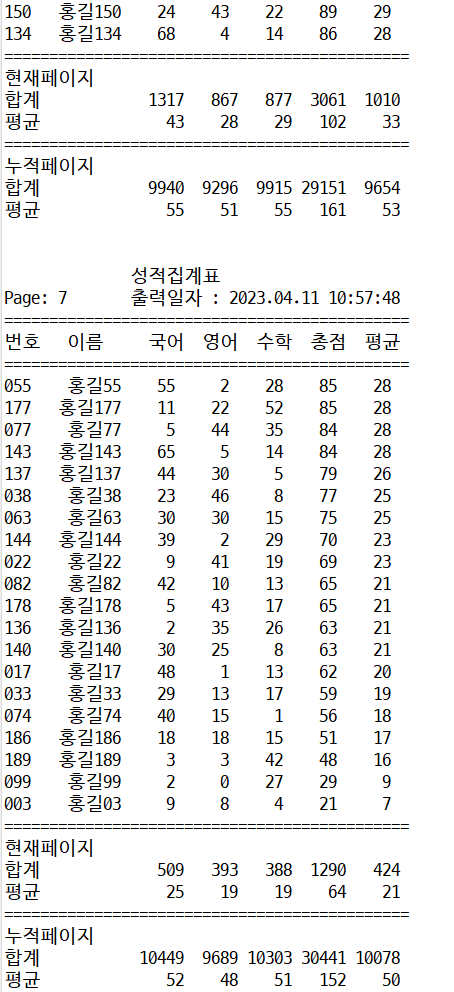 150 홍길150 24 43 22 89 29
134 홍길134 68 4 14 86 28
=============================================
현재페이지
합계 1317 867 877 3061 1010
평균 43 28 29 102 33
=============================================
누적페이지
합계 9940 9296 9915 29151 9654
평균 55 51 55 161 53
성적집계표
Page: 7 출력일자 : 2023.04.11 10:57:48
=============================================
번호 이름 국어 영어 수학 총점 평균
=============================================
055 홍길55 55 2 28 85 28
177 홍길177 11 22 52 85 28
077 홍길77 5 44 35 84 28
143 홍길143 65 5 14 84 28
137 홍길137 44 30 5 79 26
038 홍길38 23 46 8 77 25
063 홍길63 30 30 15 75 25
144 홍길144 39 2 29 70 23
022 홍길22 9 41 19 69 23
082 홍길82 42 10 13 65 21
178 홍길178 5 43 17 65 21
136 홍길136 2 35 26 63 21
140 홍길140 30 25 8 63 21
017 홍길17 48 1 13 62 20
033 홍길33 29 13 17 59 19
074 홍길74 40 15 1 56 18
186 홍길186 18 18 15 51 17
189 홍길189 3 3 42 48 16
099 홍길99 2 0 27 29 9
003 홍길03 9 8 4 21 7
=============================================
현재페이지
합계 509 393 388 1290 424
평균 25 19 19 64 21
=============================================
누적페이지
합계 10449 9689 10303 30441 10078
평균 52 48 51 152 50